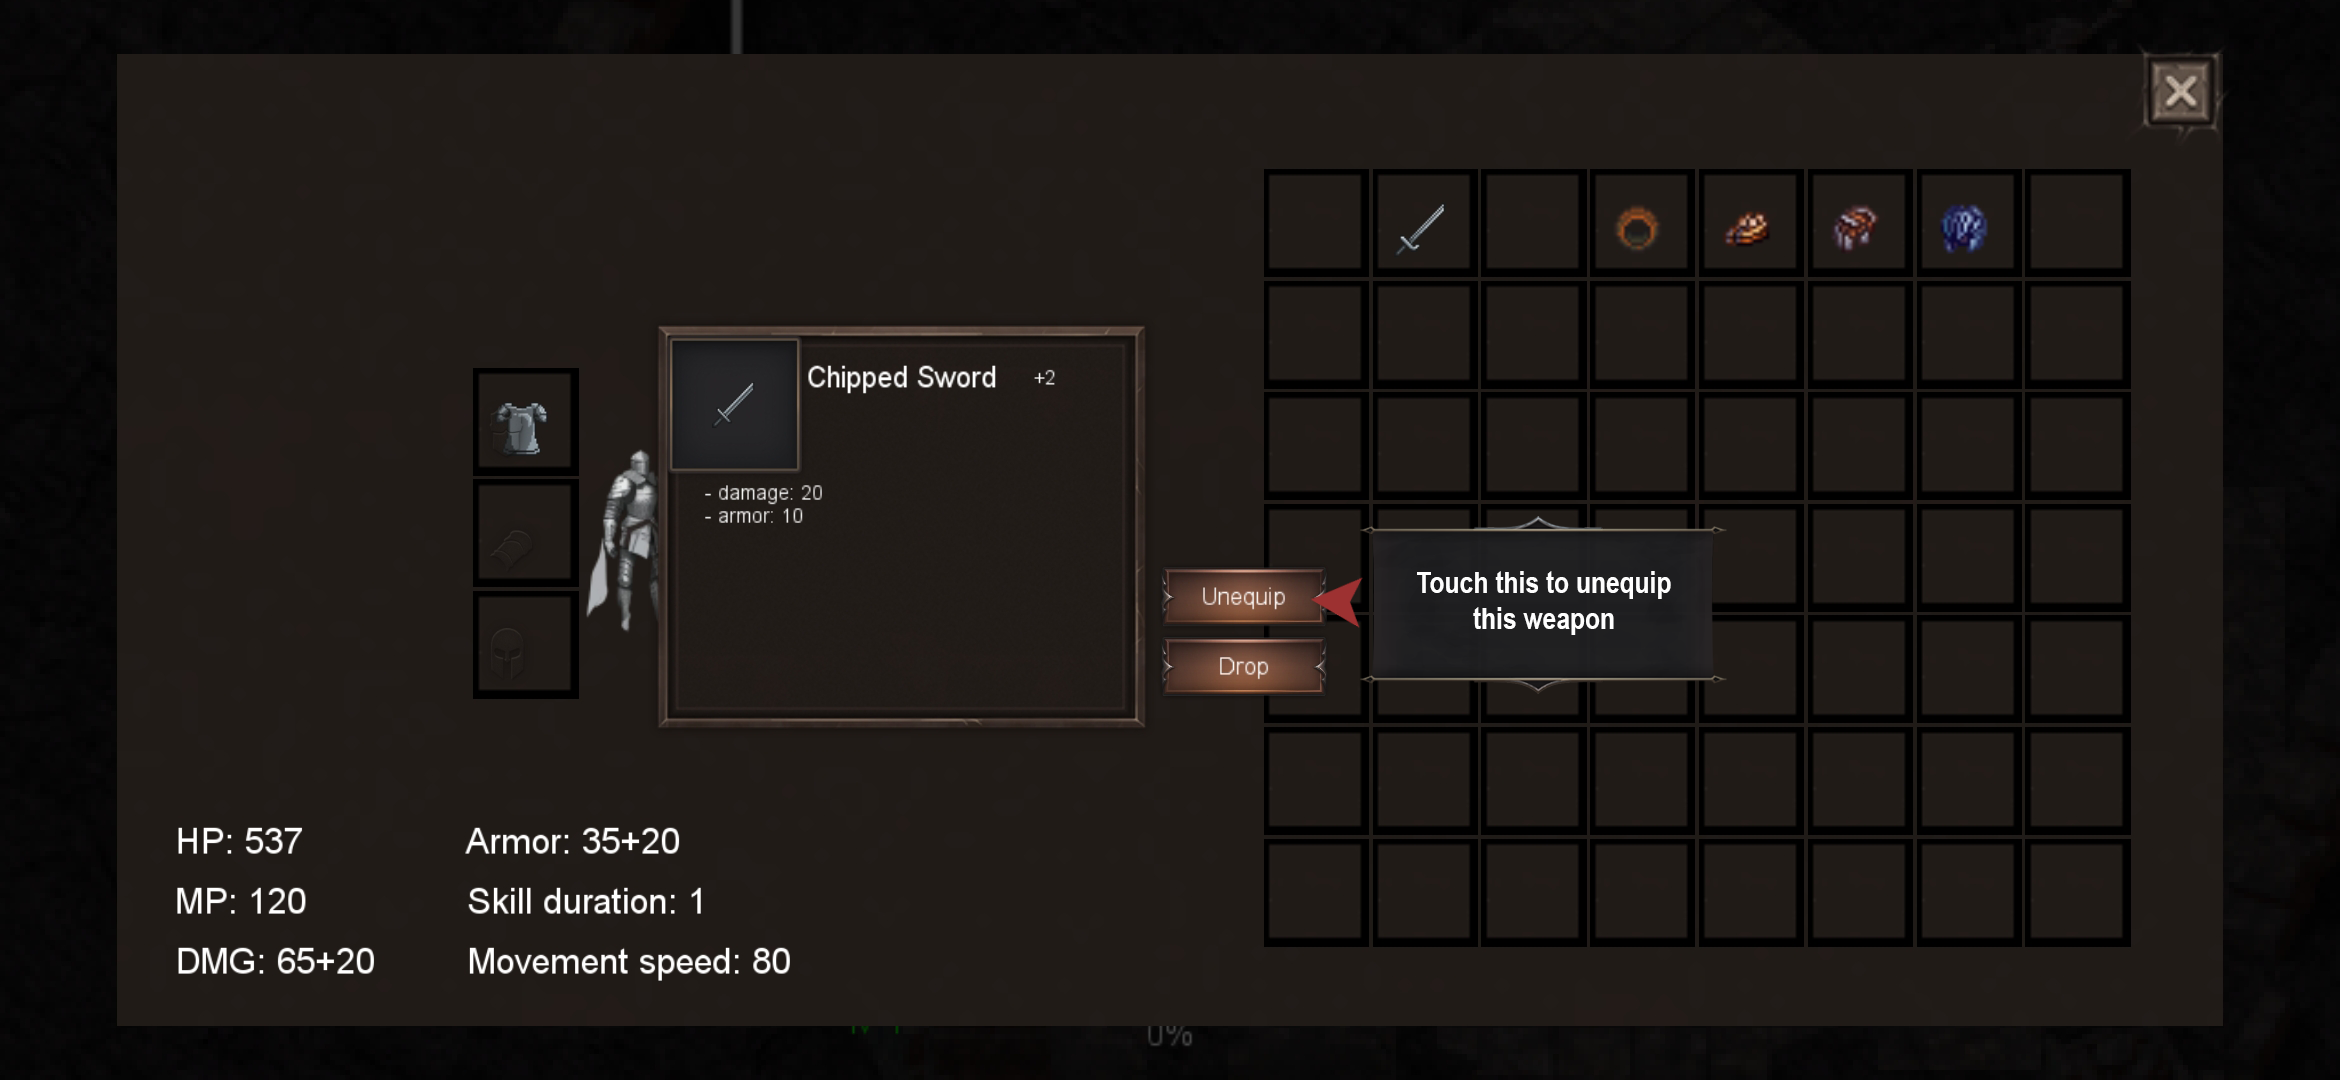 Chipped Sword +2
- damage: 20
- armor: 10
Unequip
Drop
Touch this to unequip
this weapon
HP: 537
Armor: 35+20
MP: 120
Skill duration: 1
DMG: 65+20
Movement speed: 80
0%